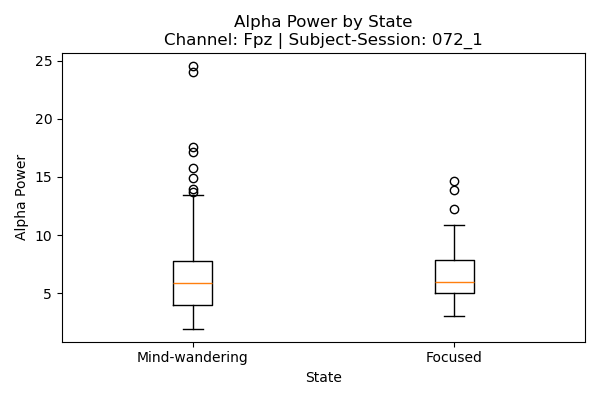 Alpha Power by State
Channel: Fpz | Subject-Session: 072_1
25
20
15
10
5
Alpha Power
Mind-wandering
Focused
State